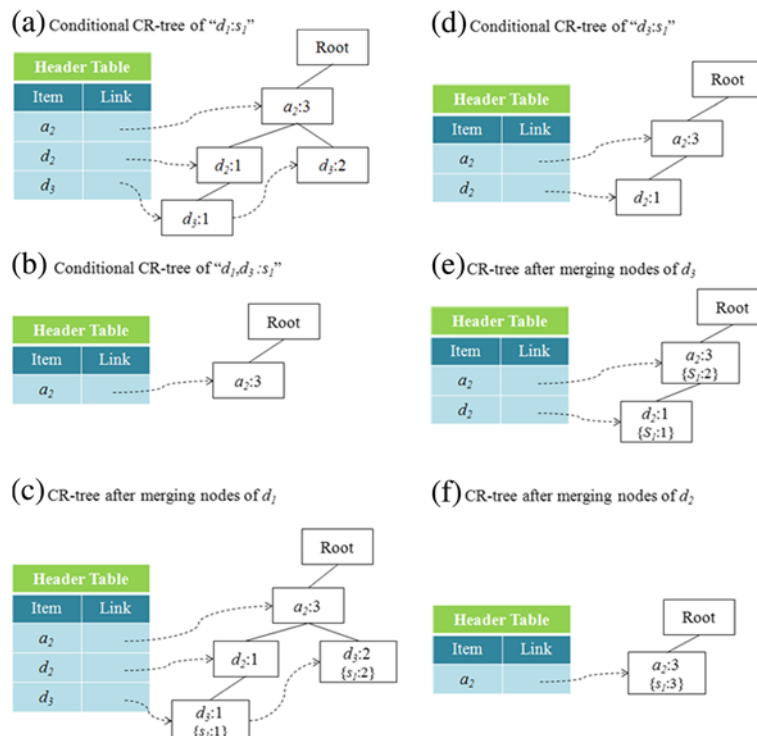 (a) Conditional CR-tree of “d₁:s₁”
Root
Header Table
Item Link
a₂
d₂
d₃
a₂:3
d₂:1
d₃:2
d₃:1
(b) Conditional CR-tree of “d₁,d₃ :s₁”
Root
Header Table
Item Link
a₂
a₂:3
(c) CR-tree after merging nodes of d₁
Root
Header Table
Item Link
a₂
d₂
d₃
a₂:3
d₂:1
d₃:2
{s₁:2}
d₃:1
{s₁:1}
(d) Conditional CR-tree of “d₃:s₁”
Root
Header Table
Item Link
a₂
d₂
a₂:3
d₂:1
(e) CR-tree after merging nodes of d₃
Root
Header Table
Item Link
a₂
d₂
a₂:3
{S₁:2}
d₂:1
{S₁:1}
(f) CR-tree after merging nodes of d₂
Root
Header Table
Item Link
a₂
a₂:3
{s₁:3}